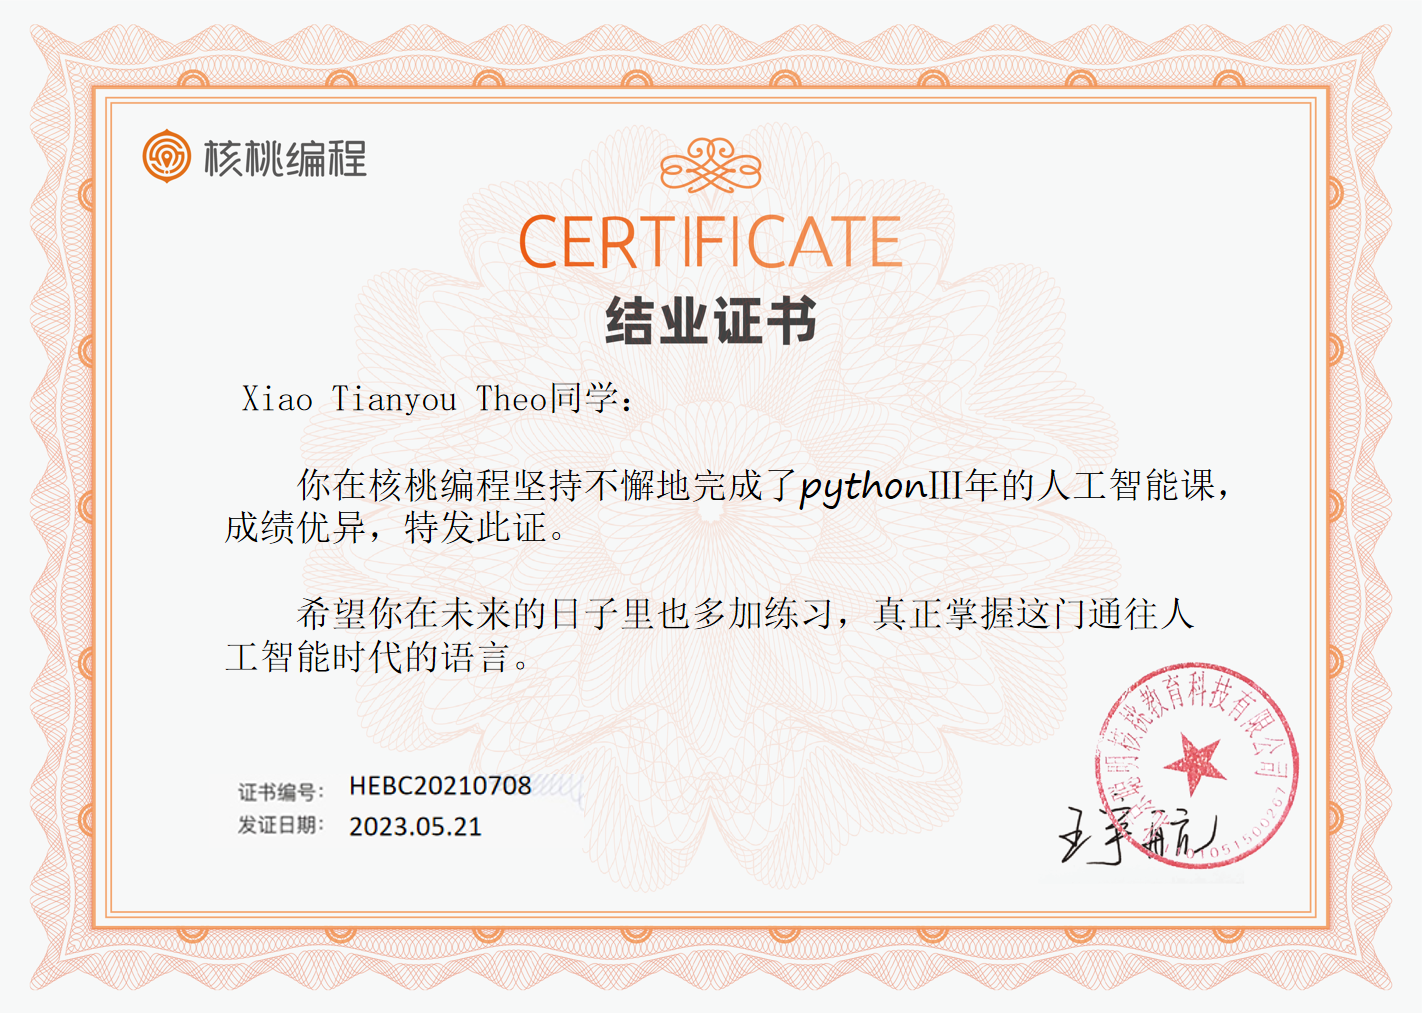 核桃编程
CERTIFICATE
结业证书
Xiao Tianyou Theo同学：
你在核桃编程坚持不懈地完成了pythonIII年的人工智能课，
成绩优异，特发此证。
希望你在未来的日子里也多加练习，真正掌握这门通往人
工智能时代的语言。
证书编号： HEBC20210708
发证日期： 2023.05.21
聪明核桃教育科技有限公司